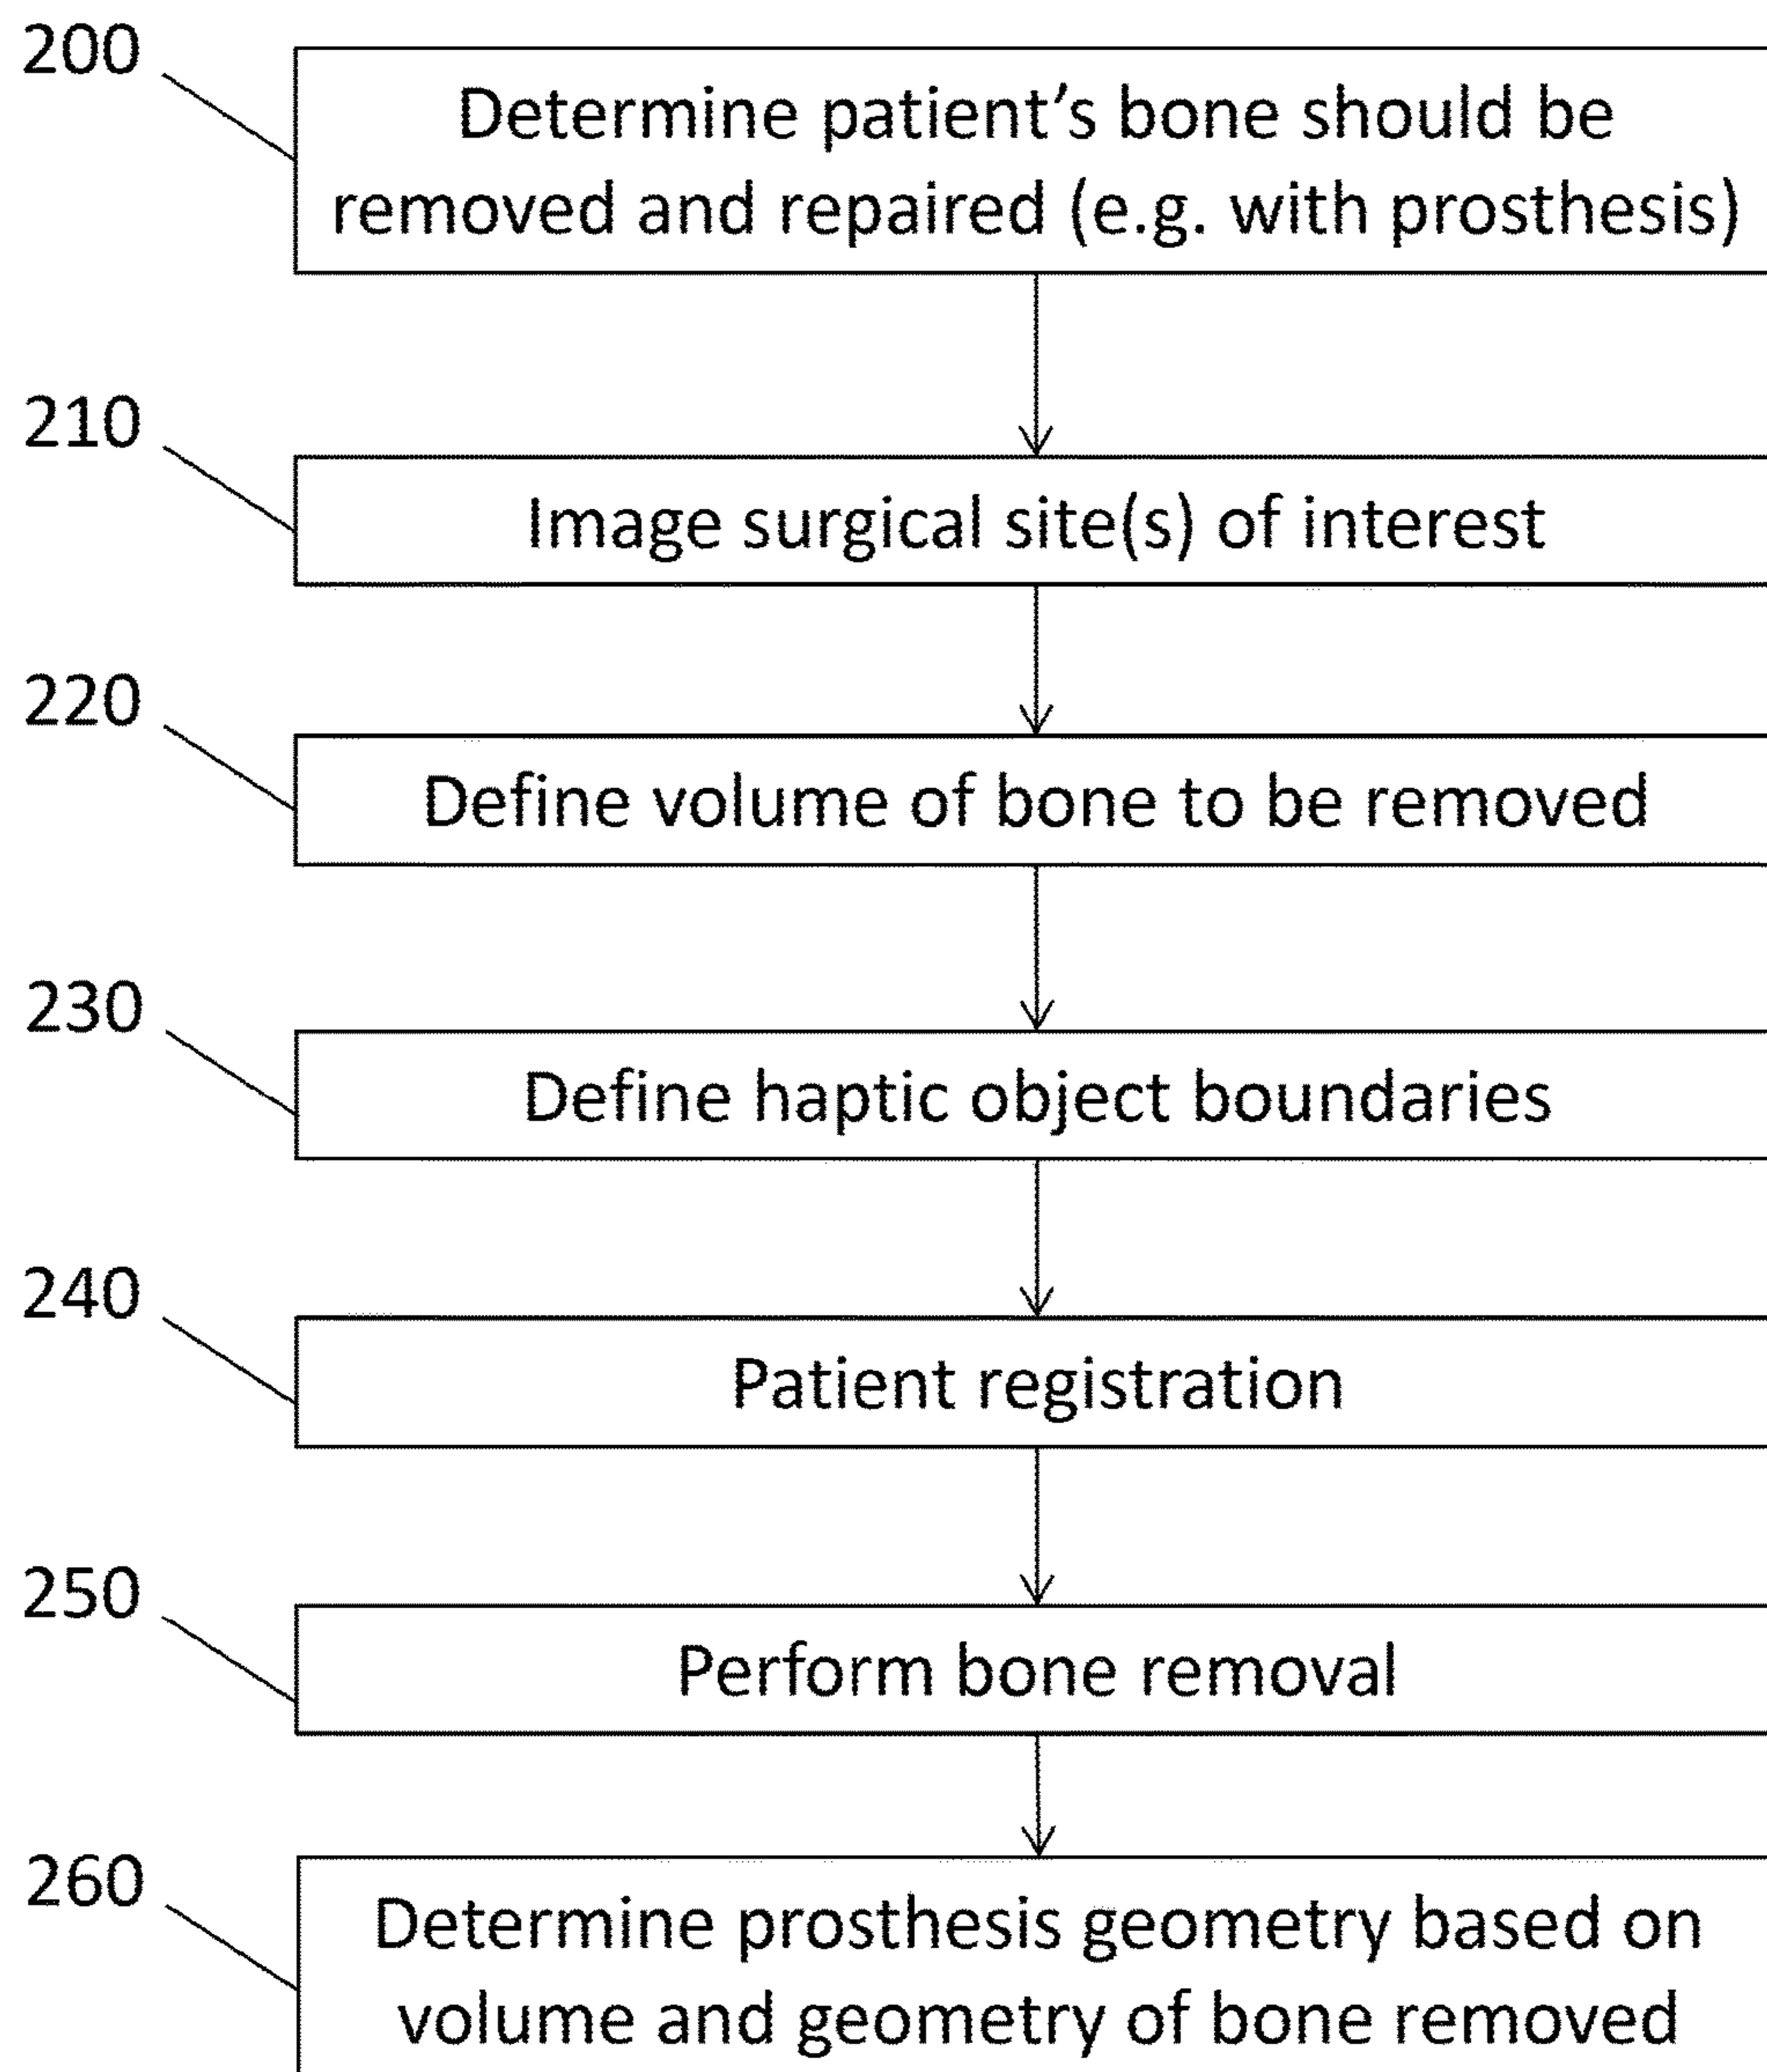 200
Determine patient's bone should be
removed and repaired (e.g. with prosthesis)
210
Image surgical site(s) of interest
220
Define volume of bone to be removed
230
Define haptic object boundaries
240
Patient registration
250
Perform bone removal
260
Determine prosthesis geometry based on
volume and geometry of bone removed